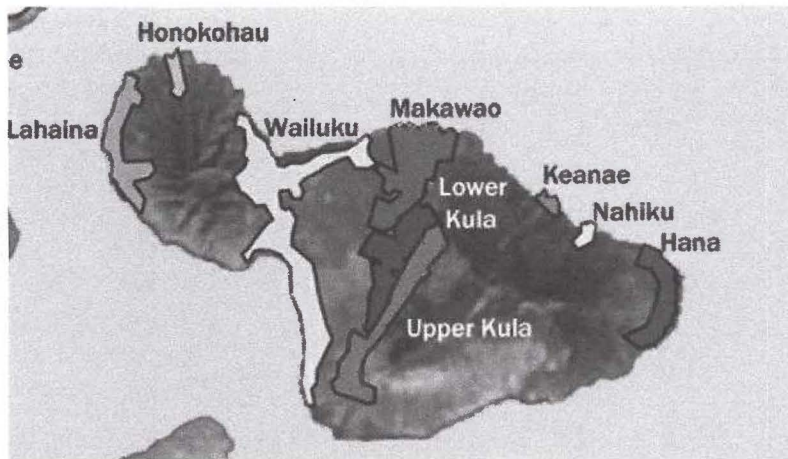 Honokohau
e
Lahaina
Wailuku
Makawao
Lower
Kula
Keanae
Nahiku
Hana
Upper Kula